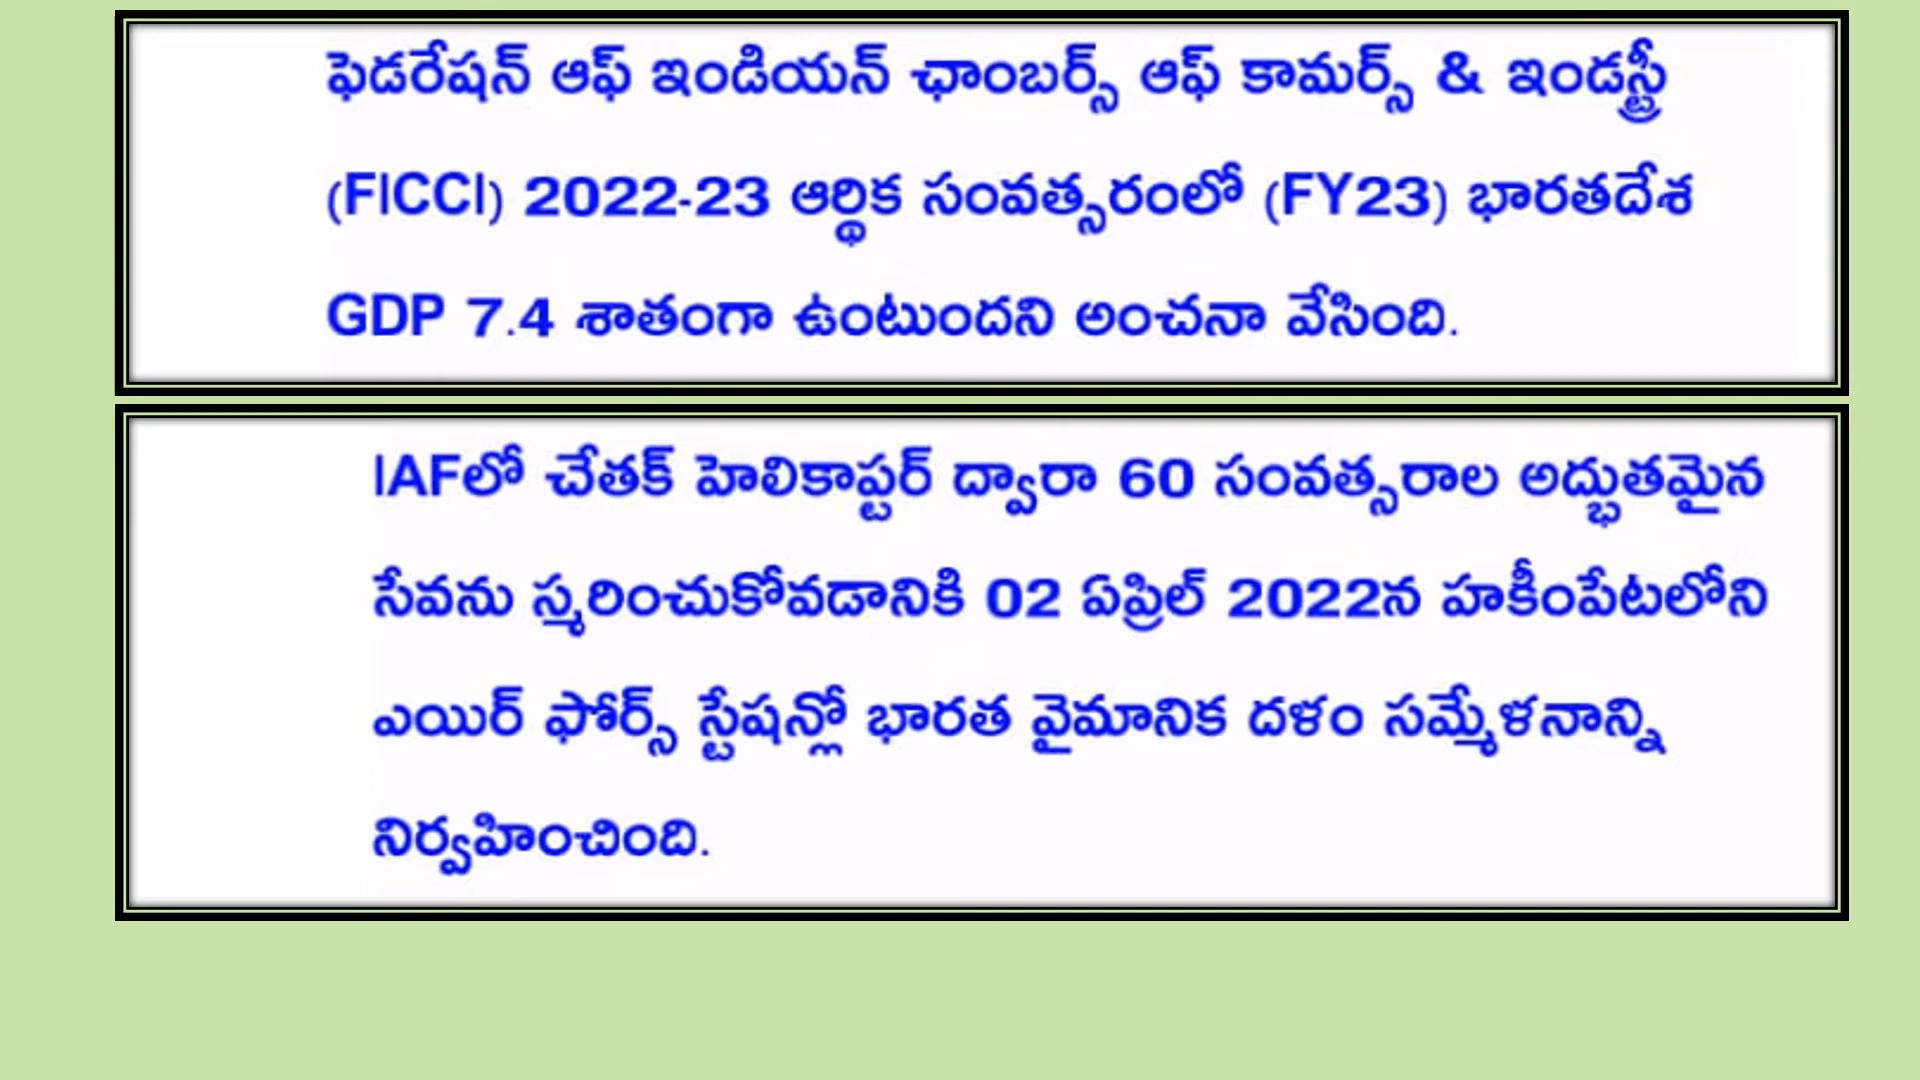 ఫెడరేషన్ ఆఫ్ ఇండియన్ ఛాంబర్స్ ఆఫ్ కామర్స్ & ఇండస్ట్రీ
(FICCI) 2022-23 ఆర్థిక సంవత్సరంలో (FY23) భారతదేశ
GDP 7.4 శాతంగా ఉంటుందని అంచనా వేసింది.
IAFలో చేతక్ హెలికాప్టర్ ద్వారా 60 సంవత్సరాల అద్భుతమైన
సేవను స్మరించుకోవడానికి 02 ఏప్రిల్ 2022న హకీంపేటలోని
ఎయిర్ ఫోర్స్ స్టేషన్లో భారత వైమానిక దళం సమ్మేళనాన్ని
నిర్వహించింది.